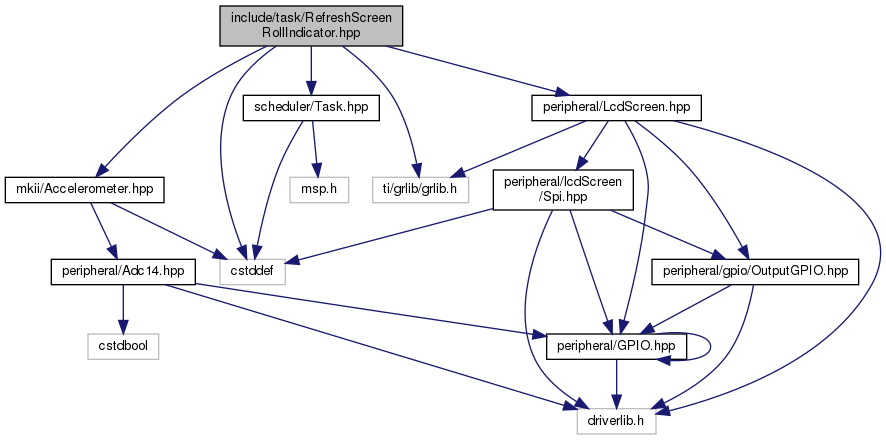 include/task/RefreshScreen
RollIndicator.hpp
scheduler/Task.hpp
peripheral/LcdScreen.hpp
mkii/Accelerometer.hpp
msp.h
ti/grlib/grlib.h
peripheral/lcdScreen
/Spi.hpp
peripheral/Adc14.hpp
cstddef
peripheral/gpio/OutputGPIO.hpp
cstdbool
peripheral/GPIO.hpp
driverlib.h